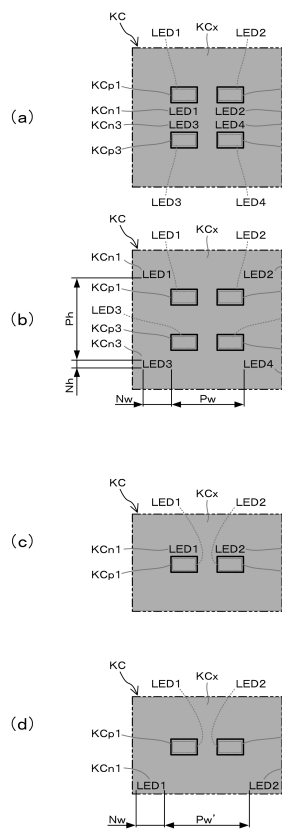 KC
KCx
LED1
LED2
KCp1
KCn1
LED1
LED2
(a)
KCn3
LED3
LED4
KCp3
LED3
LED4
KC
KCx
LED1
LED2
KCn1
LED1
LED2
KCp1
Ph
LED3
(b)
KCp3
KCn3
LED3
LED4
Nh
Nw
Pw
KC
KCx
LED1
LED2
(c)
KCn1
LED1
LED2
KCp1
KC
KCx
LED1
LED2
(d)
KCp1
KCn1
LED1
LED2
Nw
Pw'